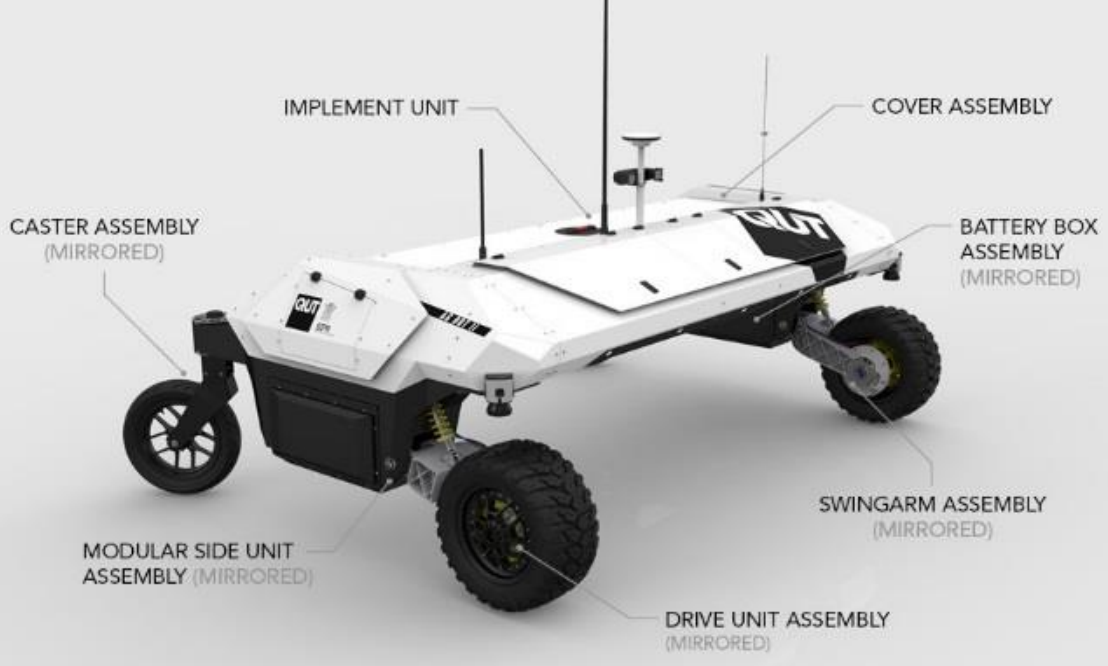 IMPLEMENT UNIT
COVER ASSEMBLY
CASTER ASSEMBLY
(MIRRORED)
BATTERY BOX
ASSEMBLY
(MIRRORED)
QUT
QUT
SWINGARM ASSEMBLY
(MIRRORED)
MODULAR SIDE UNIT
ASSEMBLY (MIRRORED)
DRIVE UNIT ASSEMBLY
(MIRRORED)